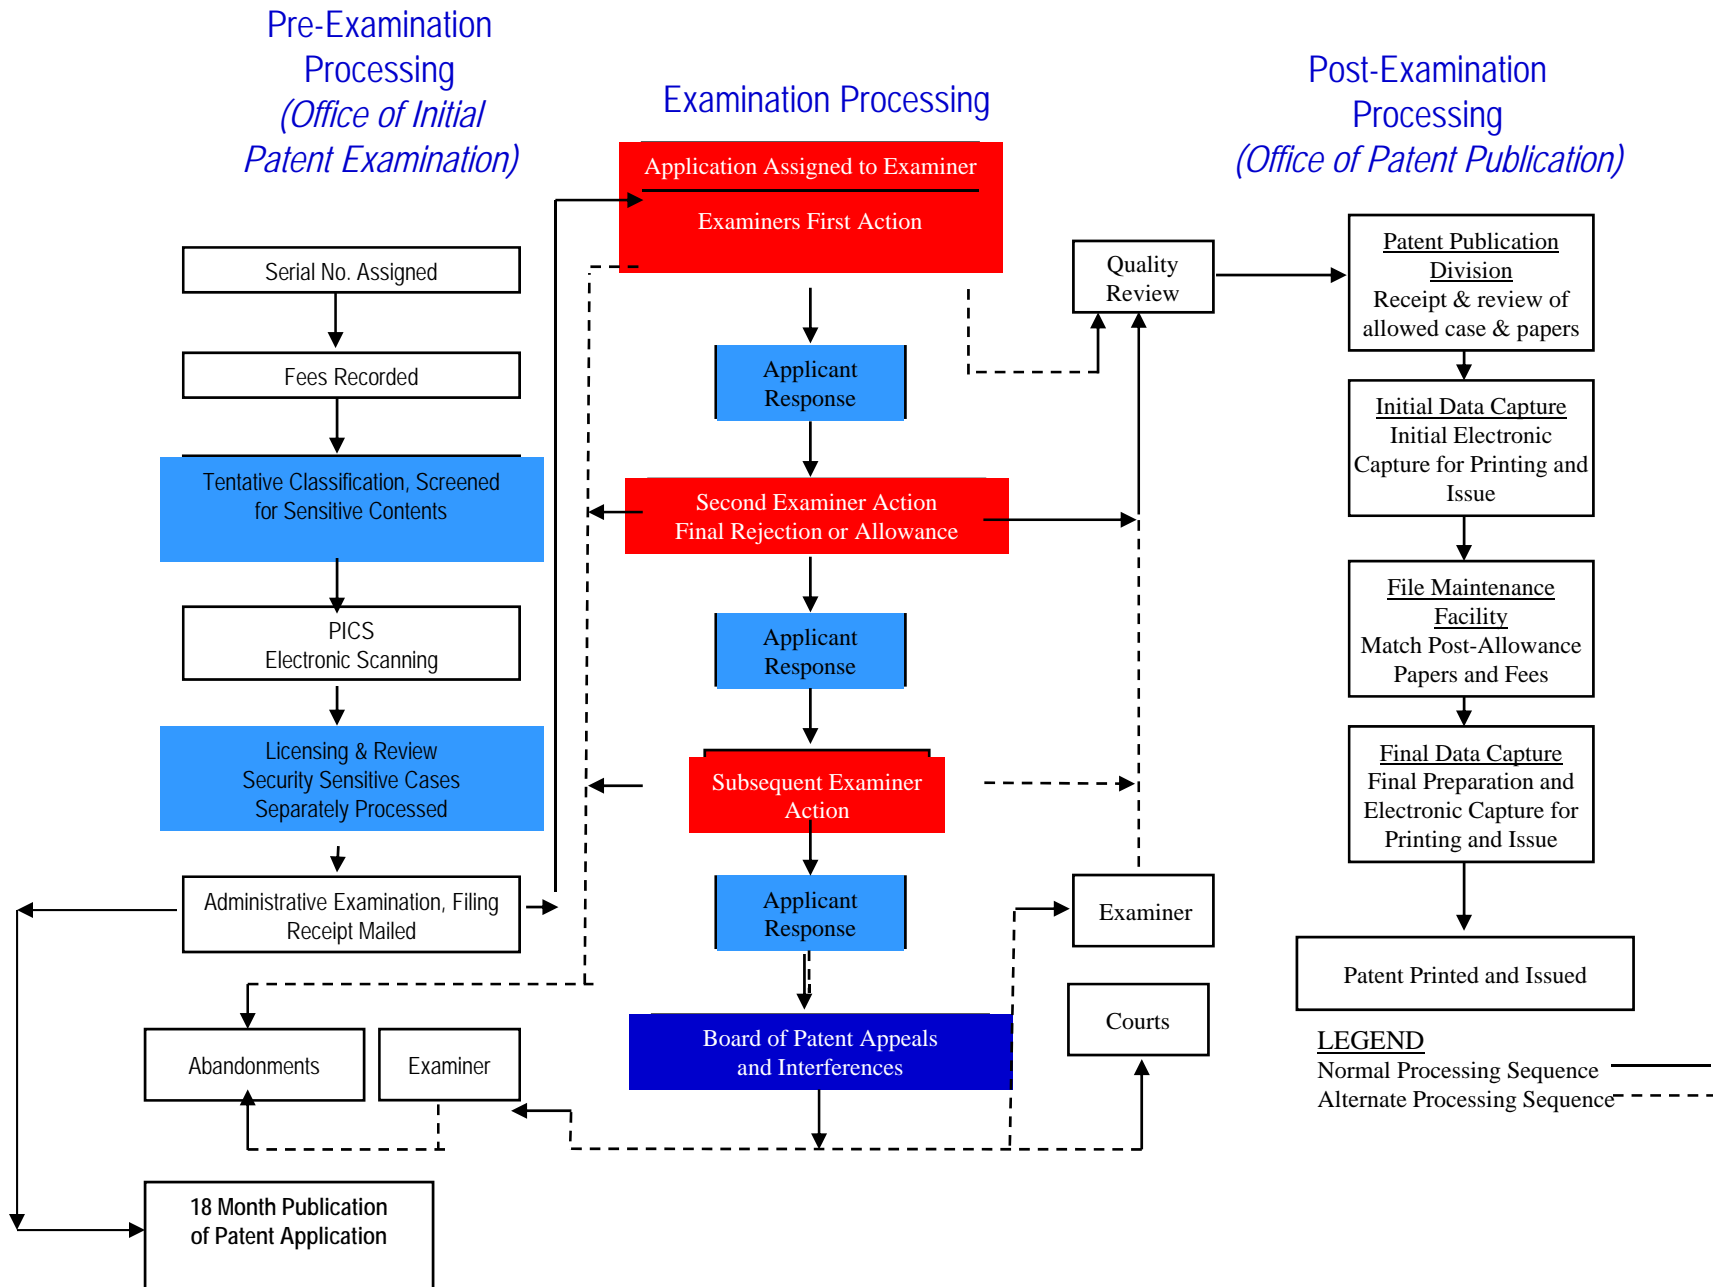 Pre-Examination
Processing
(Office of Initial
Patent Examination)
Serial No. Assigned
Fees Recorded
Tentative Classification, Screened
for Sensitive Contents
PICS
Electronic Scanning
Licensing & Review
Security Sensitive Cases
Separately Processed
Administrative Examination, Filing
Receipt Mailed
Abandonments
Examiner
18 Month Publication
of Patent Application
Examination Processing
Application Assigned to Examiner
Examiners First Action
Applicant
Response
Second Examiner Action
Final Rejection or Allowance
Applicant
Response
Subsequent Examiner
Action
Applicant
Response
Board of Patent Appeals
and Interferences
Quality
Review
Examiner
Courts
Post-Examination
Processing
(Office of Patent Publication)
Patent Publication
Division
Receipt & review of
allowed case & papers
Initial Data Capture
Initial Electronic
Capture for Printing and
Issue
File Maintenance
Facility
Match Post-Allowance
Papers and Fees
Final Data Capture
Final Preparation and
Electronic Capture for
Printing and Issue
Patent Printed and Issued
LEGEND
Normal Processing Sequence
Alternate Processing Sequence